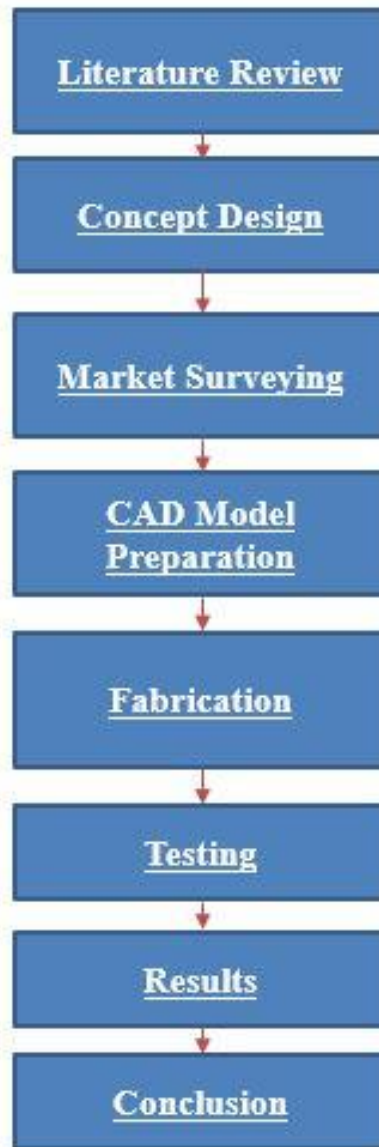 Literature Review
Concept Design
Market Surveying
CAD Model
Preparation
Fabrication
Testing
Results
Conclusion